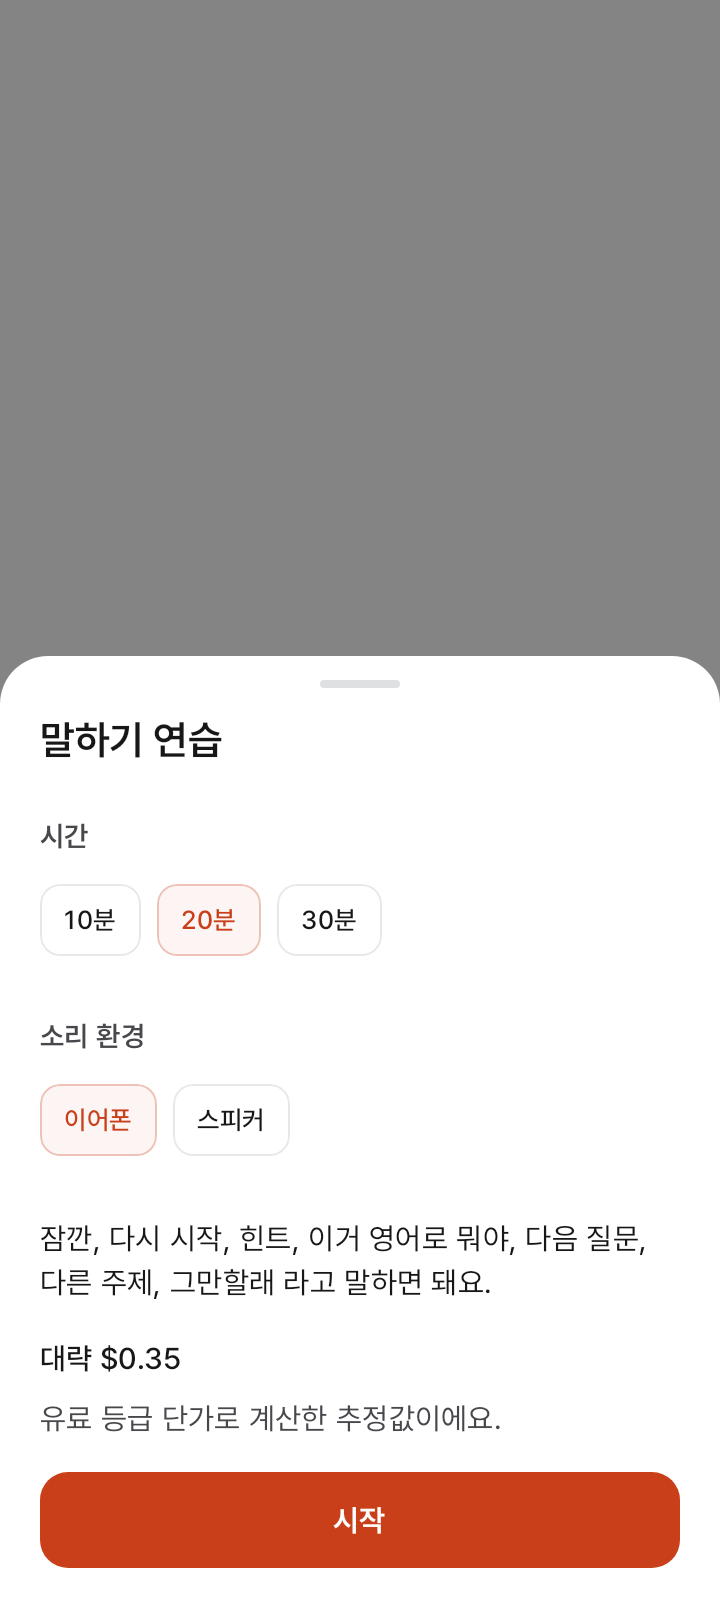 말하기 연습
시간
10분 20분 30분
소리 환경
이어폰 스피커
잠깐, 다시 시작, 힌트, 이거 영어로 뭐야, 다음 질문,
다른 주제, 그만할래 라고 말하면 돼요.
대략 $0.35
유료 등급 단가로 계산한 추정값이에요.
시작